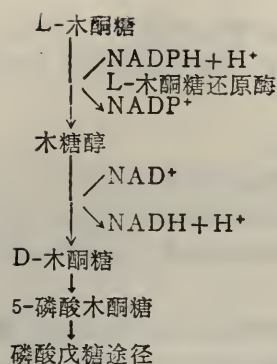 L-木酮糖
NADPH+H⁺
L-木酮糖还原酶
NADP⁺
木糖醇
NAD⁺
NADH+H⁺
D-木酮糖
5-磷酸木酮糖
磷酸戊糖途径